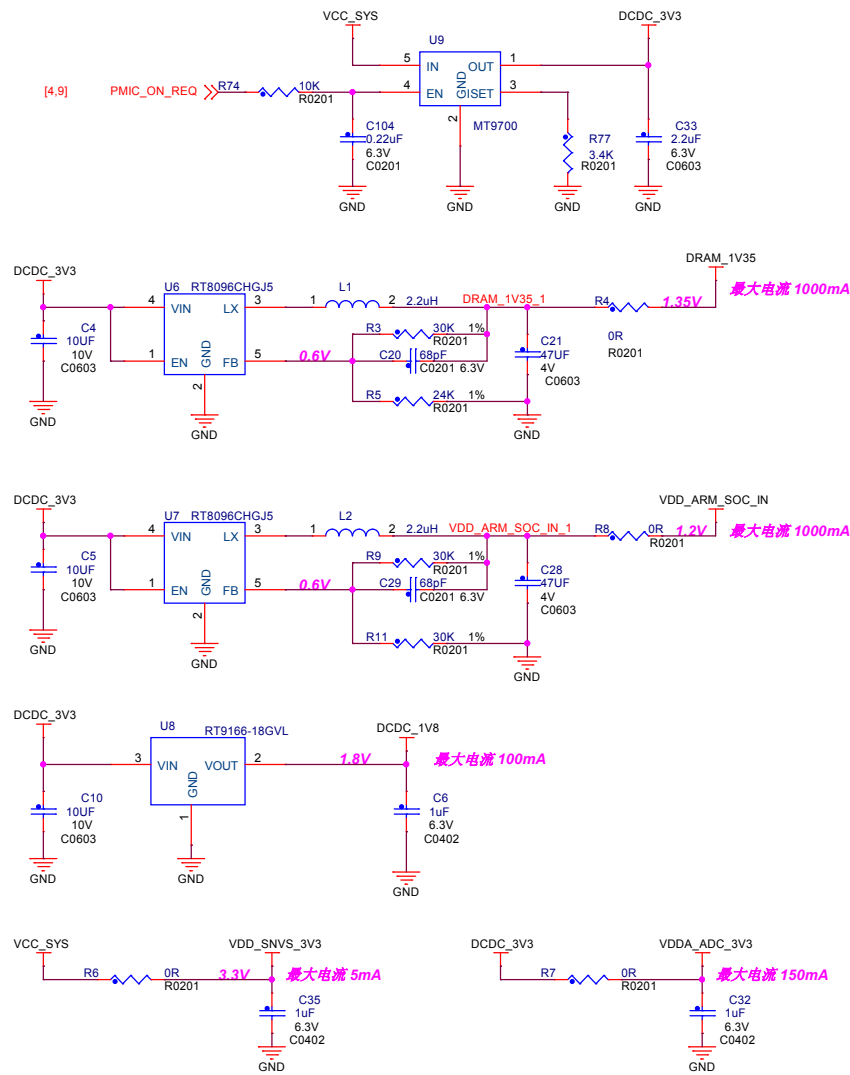 VCC_SYS
DCDC_3V3
U9
5
IN
OUT
1
[4,9]
PMIC_ON_REQ
R74
10K
R0201
4
EN
GND
ISET
3
2
MT9700
C104
0.22uF
6.3V
C0201
R77
3.4K
R0201
C33
2.2uF
6.3V
C0603
GND
GND
GND
GND
DRAM_1V35
DCDC_3V3
U6
RT8096CHGJ5
L1
4
VIN
LX
3
1
2
2.2uH
DRAM_1V35_1
R4
1.35V
最大电流 1000mA
0R
R0201
C4
10UF
10V
C0603
1
EN
GND
FB
5
0.6V
2
R3
30K
1%
R0201
C20
68pF
C0201
6.3V
R5
24K
1%
R0201
C21
47UF
4V
C0603
GND
GND
GND
DCDC_3V3
U7
RT8096CHGJ5
L2
VDD_ARM_SOC_IN
4
VIN
LX
3
1
2
2.2uH
VDD_ARM_SOC_IN_1
R8
0R
R0201
1.2V
最大电流 1000mA
C5
10UF
10V
C0603
1
EN
GND
FB
5
0.6V
2
R9
30K
1%
R0201
C29
68pF
C0201
6.3V
R11
30K
1%
R0201
C28
47UF
4V
C0603
GND
GND
GND
DCDC_3V3
U8
RT9166-18GVL
DCDC_1V8
3
VIN
VOUT
2
1.8V
最大电流 100mA
GND
1
C10
10UF
10V
C0603
C6
1uF
6.3V
C0402
GND
GND
GND
VCC_SYS
VDD_SNVS_3V3
R6
0R
R0201
3.3V
最大电流 5mA
C35
1uF
6.3V
C0402
GND
DCDC_3V3
VDDA_ADC_3V3
R7
0R
R0201
最大电流 150mA
C32
1uF
6.3V
C0402
GND